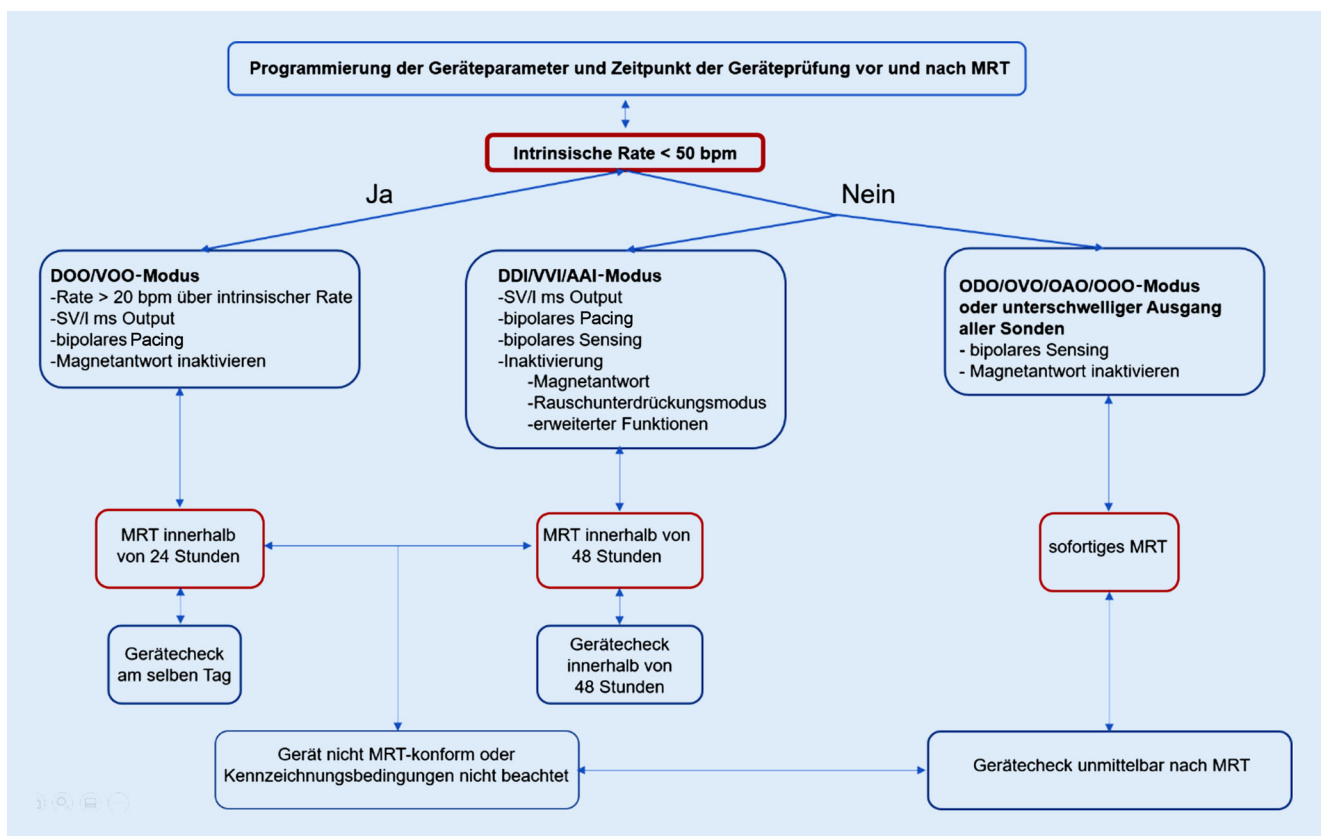 Programmierung der Geräteparameter und Zeitpunkt der Geräteprüfung vor und nach MRT
Intrinsische Rate < 50 bpm
Ja
Nein
DOO/VOO-Modus
-Rate > 20 bpm über intrinsischer Rate
-SV/I ms Output
-bipolares Pacing
-Magnetantwort inaktivieren
DDI/VVI/AAI-Modus
-SV/I ms Output
-bipolares Pacing
-bipolares Sensing
-Inaktivierung
-Magnetantwort
-Rauschunterdrückungsmodus
-erweiterter Funktionen
ODO/OVO/OAO/OOO-Modus
oder unterschwelliger Ausgang
aller Sonden
- bipolares Sensing
- Magnetantwort inaktivieren
MRT innerhalb
von 24 Stunden
MRT innerhalb von
48 Stunden
sofortiges MRT
Gerätecheck
am selben Tag
Gerätecheck
innerhalb von
48 Stunden
Gerät nicht MRT-konform oder
Kennzeichnungsbedingungen nicht beachtet
Gerätecheck unmittelbar nach MRT